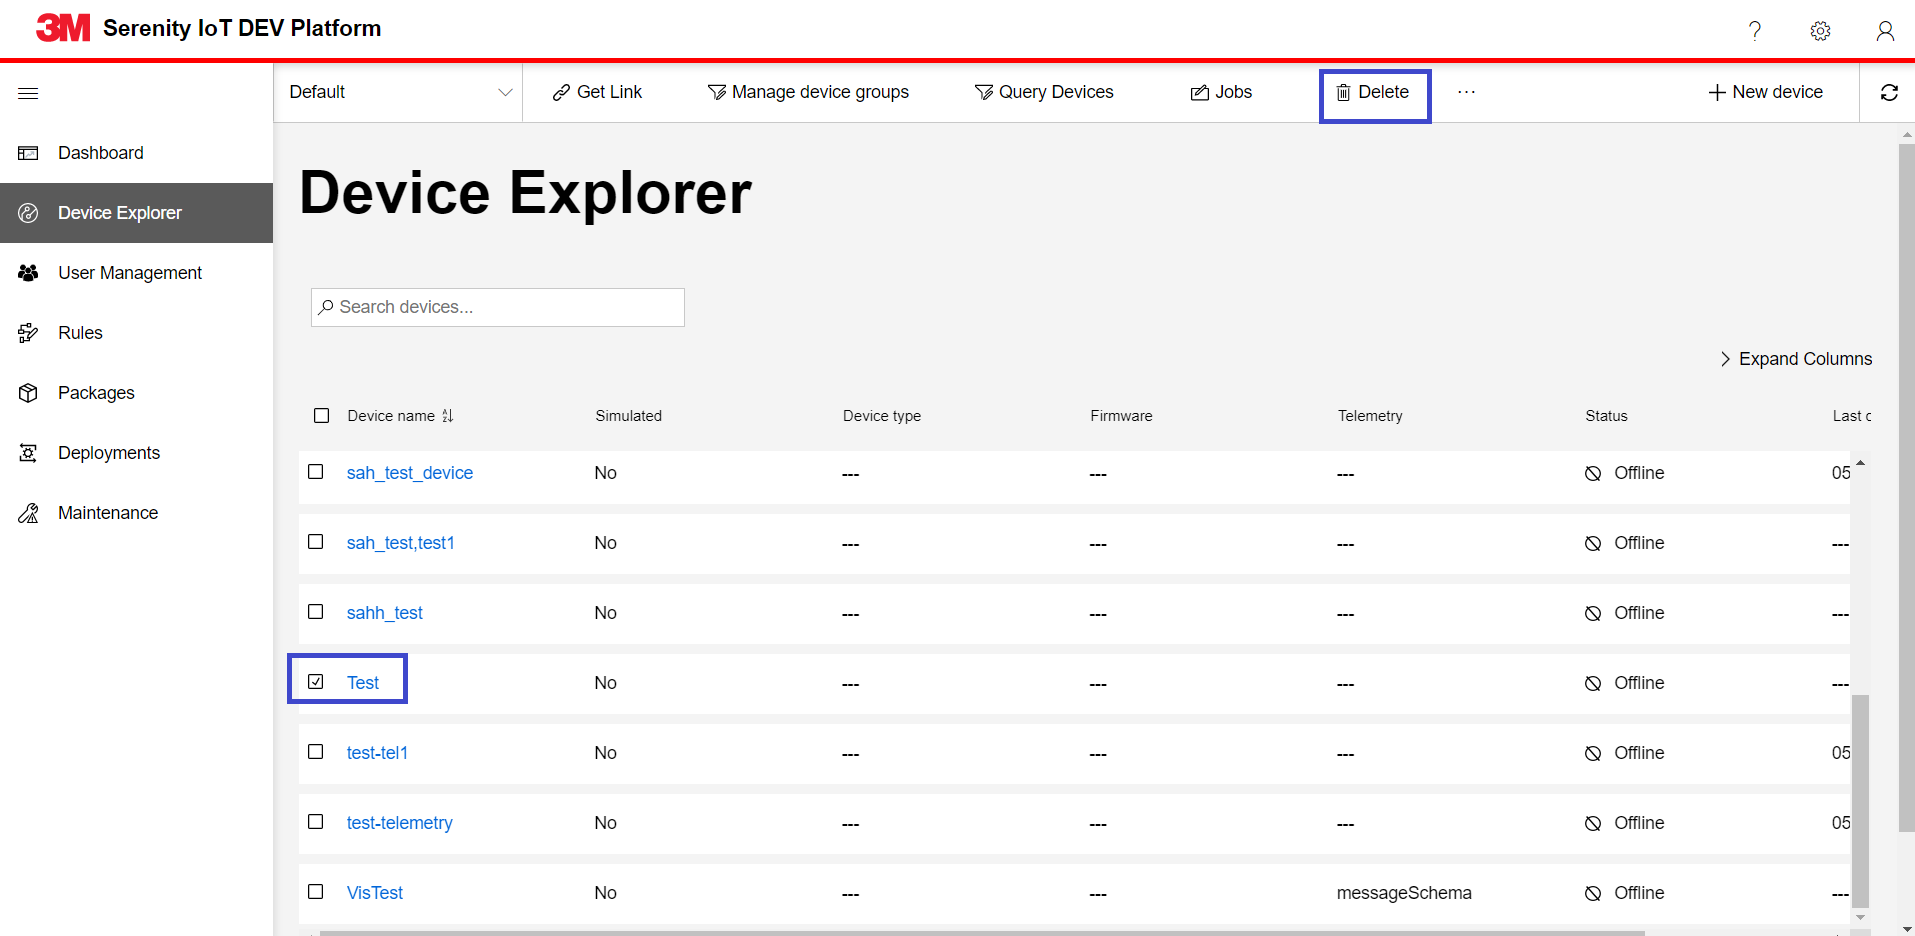 3M Serenity IoT DEV Platform
Default
Get Link
Manage device groups
Query Devices
Jobs
Delete
···
New device
Dashboard
Device Explorer
User Management
Rules
Packages
Deployments
Maintenance
Device Explorer
Search devices...
Expand Columns
Device name Simulated Device type Firmware Telemetry Status Last c
sah_test_device No --- --- --- Offline 05
sah_test,test1 No --- --- --- Offline ---
sahh_test No --- --- --- Offline ---
Test No --- --- --- Offline ---
test-tel1 No --- --- --- Offline 05
test-telemetry No --- --- --- Offline 05
VisTest No --- --- messageSchema Offline ---